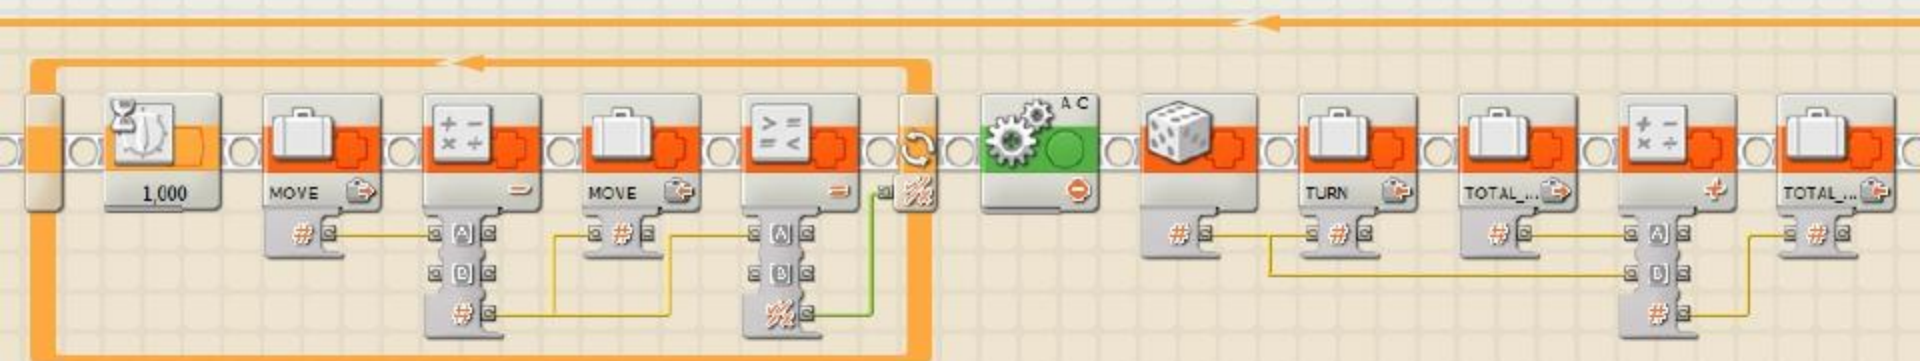 A C
1,000
MOVE
MOVE
TURN
TOTAL_...
TOTAL_...
# [A] # [A] # # # [A] #
[B] [B] [B]
# #